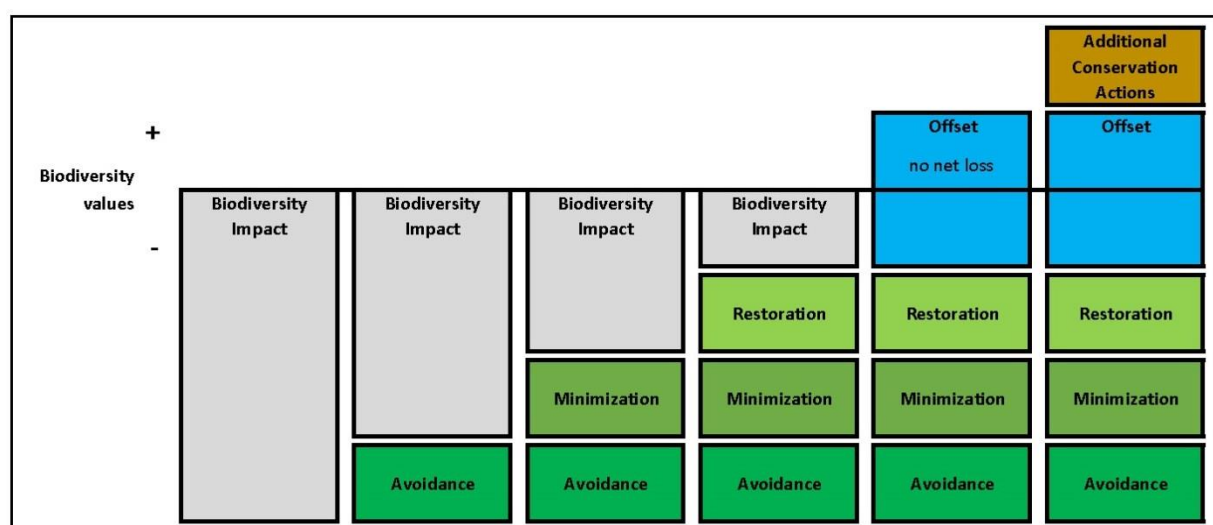 Additional
Conservation
Actions
+
Offset
Offset
no net loss
Biodiversity
values
-
Biodiversity
Impact
Biodiversity
Impact
Biodiversity
Impact
Biodiversity
Impact
Restoration
Restoration
Restoration
Minimization
Minimization
Minimization
Minimization
Avoidance
Avoidance
Avoidance
Avoidance
Avoidance